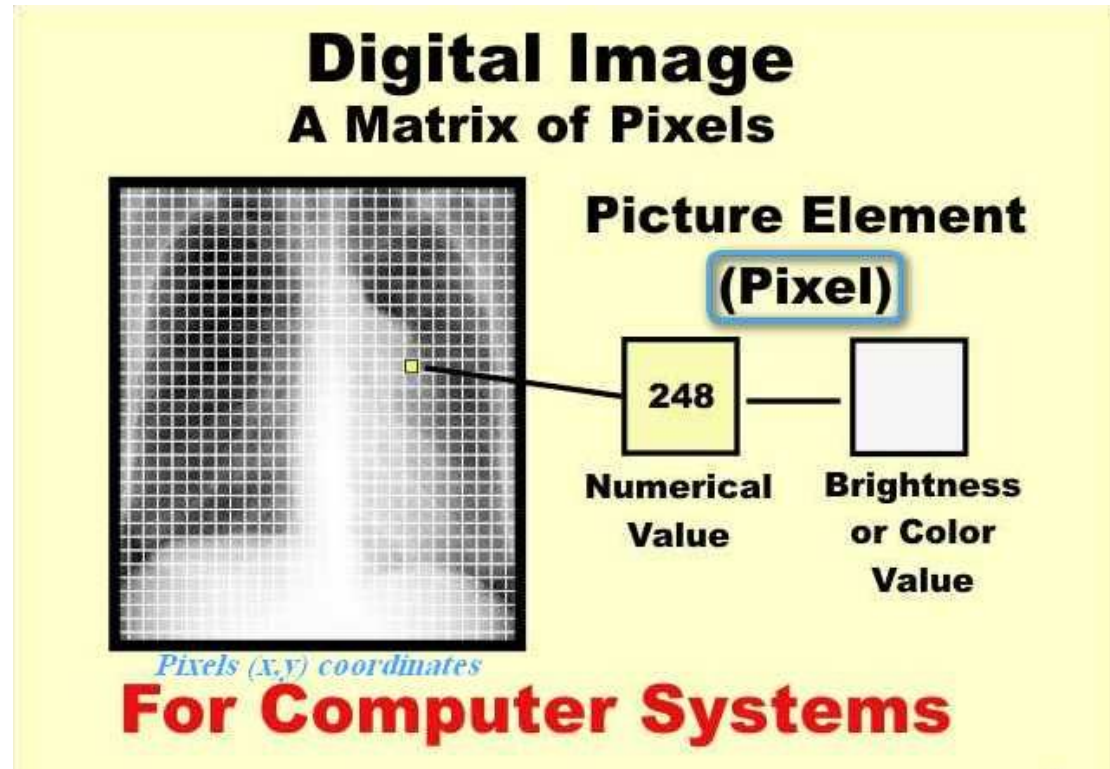 Digital Image
A Matrix of Pixels
Picture Element
(Pixel)
248
Numerical
Value
Brightness
or Color
Value
Pixels (x,y) coordinates
For Computer Systems